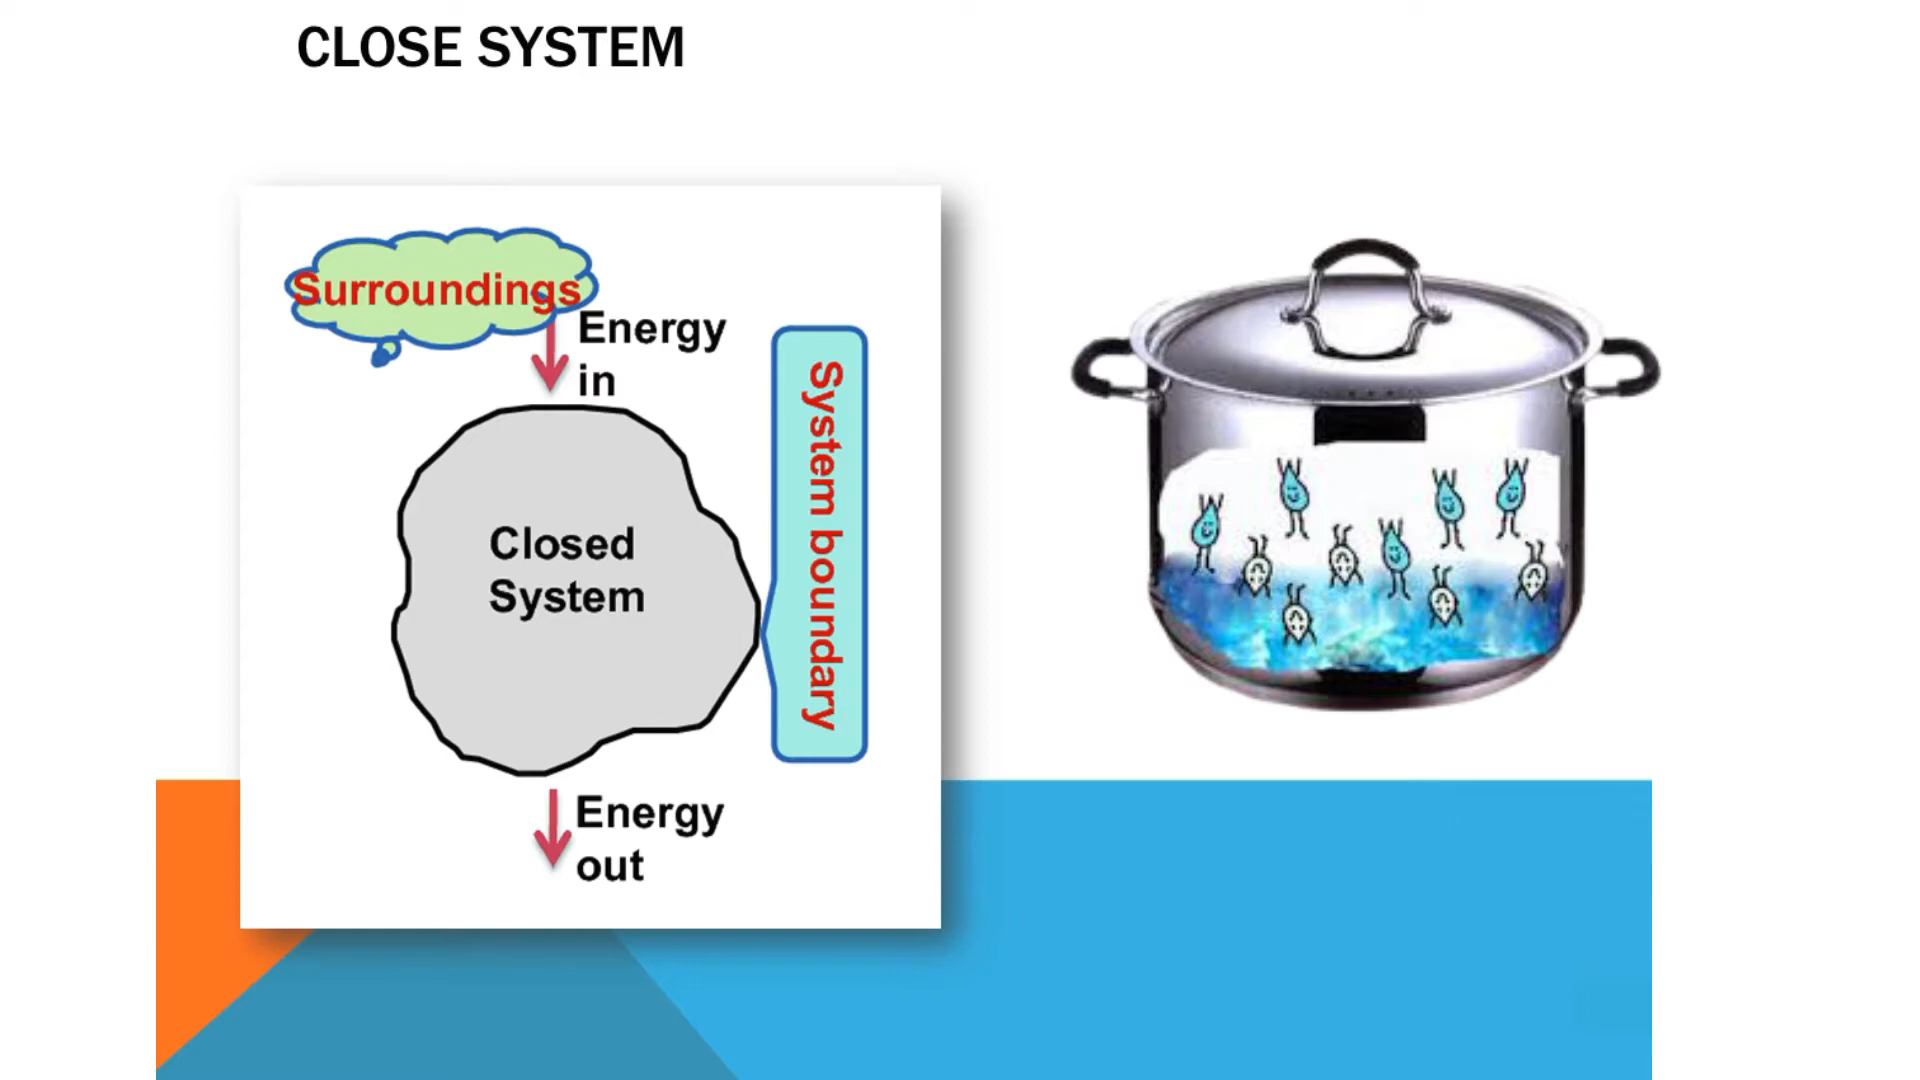 CLOSE SYSTEM
Surroundings
Energy
in
System boundary
Closed
System
Energy
out